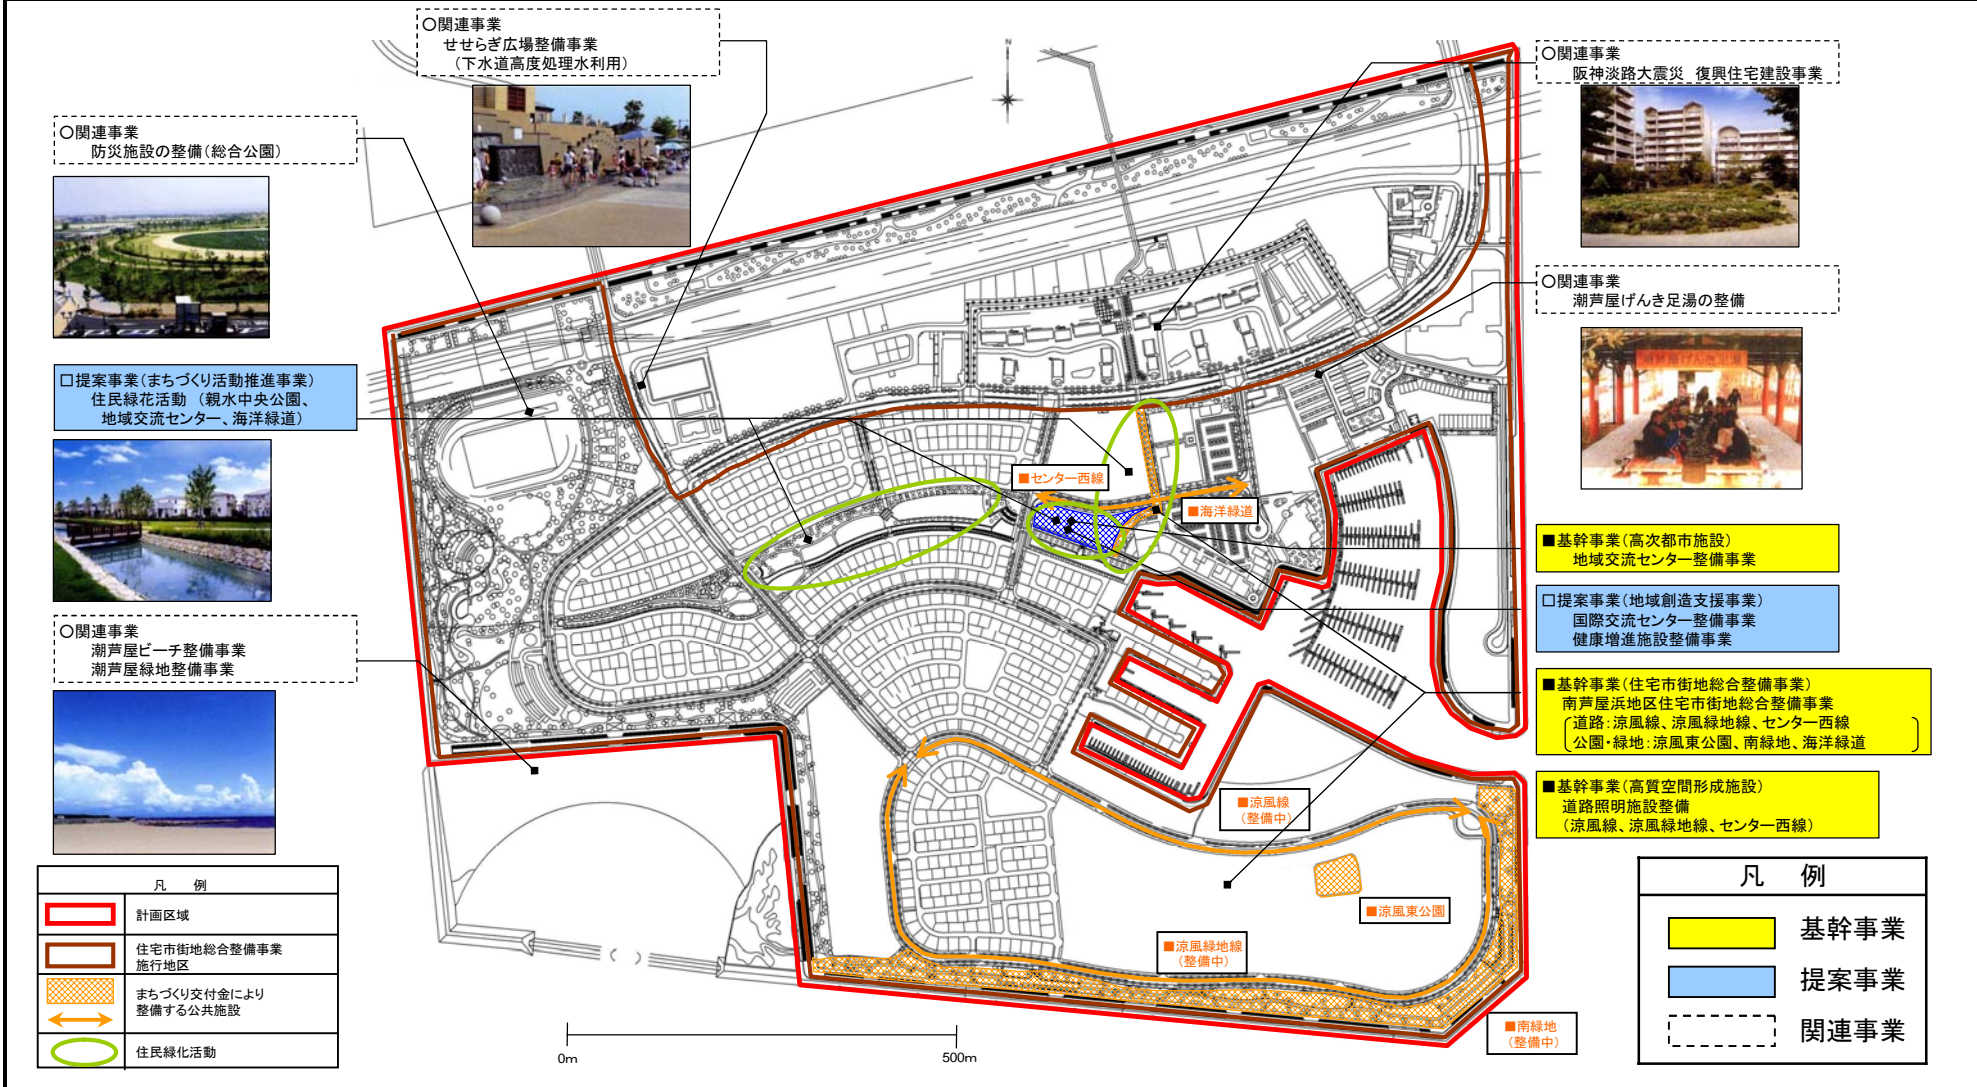 ○関連事業
せせらぎ広場整備事業
(下水道高度処理水利用)
○関連事業
防災施設の整備(総合公園)
□提案事業(まちづくり活動推進事業)
住民緑花活動 (親水中央公園、
地域交流センター、海洋緑道)
○関連事業
潮芦屋ビーチ整備事業
潮芦屋緑地整備事業
凡 例
計画区域
住宅市街地総合整備事業
施行地区
まちづくり交付金により
整備する公共施設
住民緑化活動
N
■センター西線
■海洋緑道
■涼風線
(整備中)
■涼風東公園
■涼風緑地線
(整備中)
■南緑地
(整備中)
0m
500m
○関連事業
阪神淡路大震災 復興住宅建設事業
○関連事業
潮芦屋げんき足湯の整備
■基幹事業(高次都市施設)
地域交流センター整備事業
□提案事業(地域創造支援事業)
国際交流センター整備事業
健康増進施設整備事業
■基幹事業(住宅市街地総合整備事業)
南芦屋浜地区住宅市街地総合整備事業
道路:涼風線、涼風緑地線、センター西線
公園・緑地:涼風東公園、南緑地、海洋緑道
■基幹事業(高質空間形成施設)
道路照明施設整備
(涼風線、涼風緑地線、センター西線)
凡 例
基幹事業
提案事業
関連事業